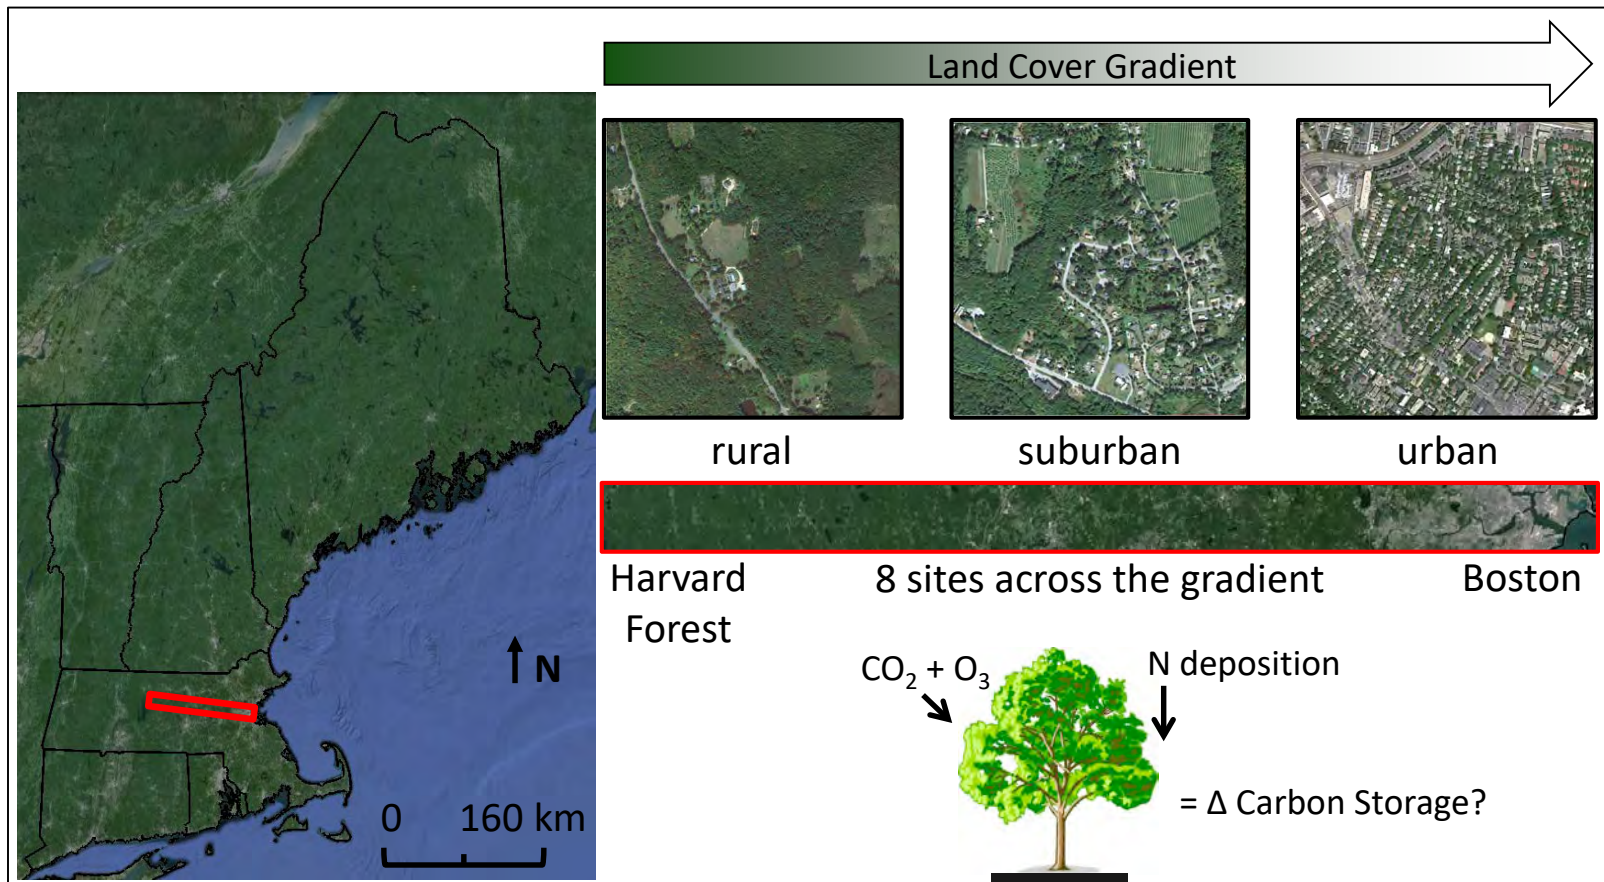 Land Cover Gradient
rural
suburban
urban
Harvard
Forest
8 sites across the gradient
Boston
N
0 160 km
CO₂ + O₃
N deposition
= Δ Carbon Storage?